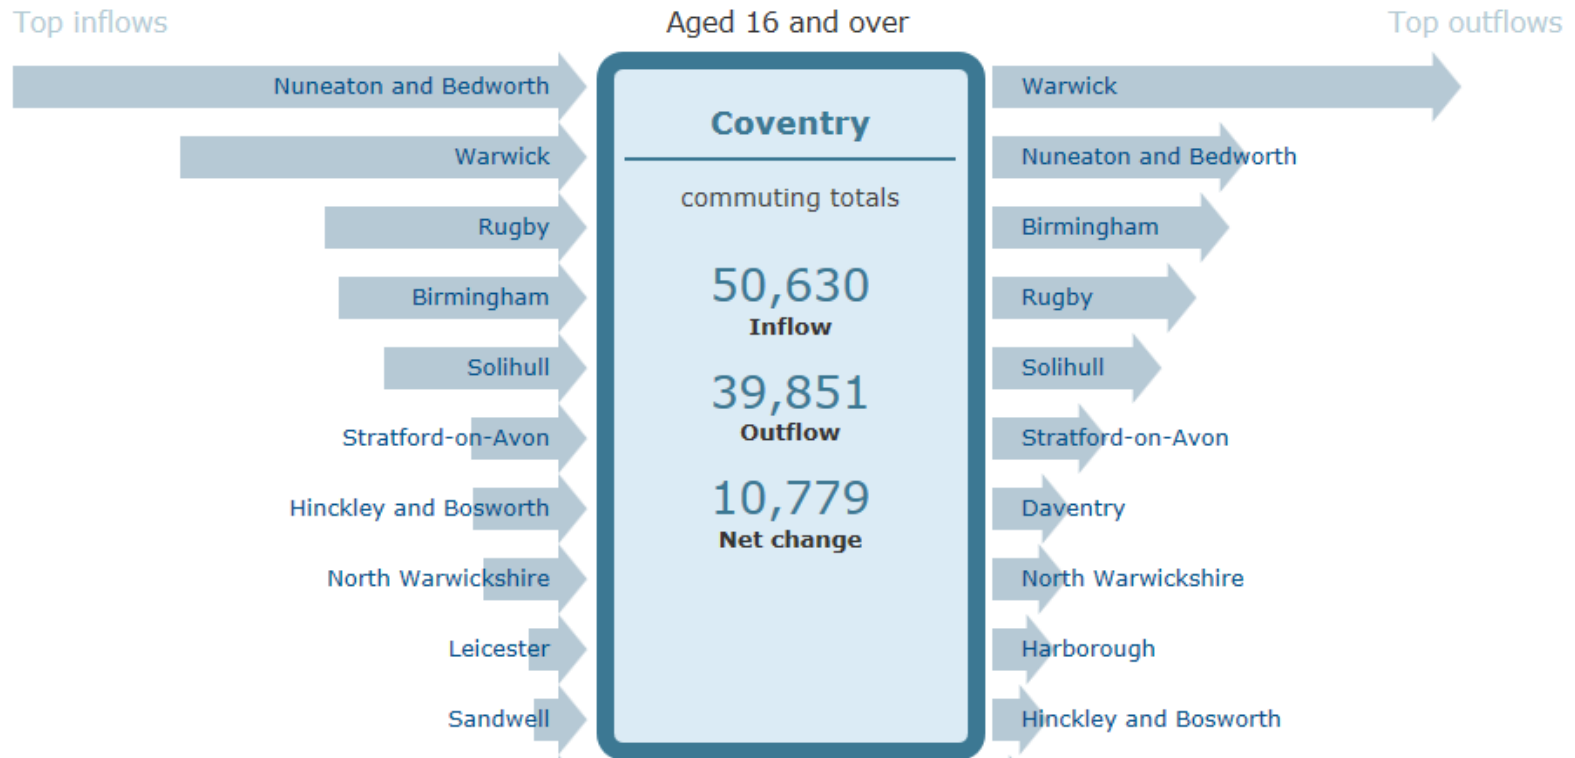 Top inflows
Aged 16 and over
Top outflows
Nuneaton and Bedworth
Warwick
Rugby
Birmingham
Solihull
Stratford-on-Avon
Hinckley and Bosworth
North Warwickshire
Leicester
Sandwell
Coventry
commuting totals
50,630
Inflow
39,851
Outflow
10,779
Net change
Warwick
Nuneaton and Bedworth
Birmingham
Rugby
Solihull
Stratford-on-Avon
Daventry
North Warwickshire
Harborough
Hinckley and Bosworth